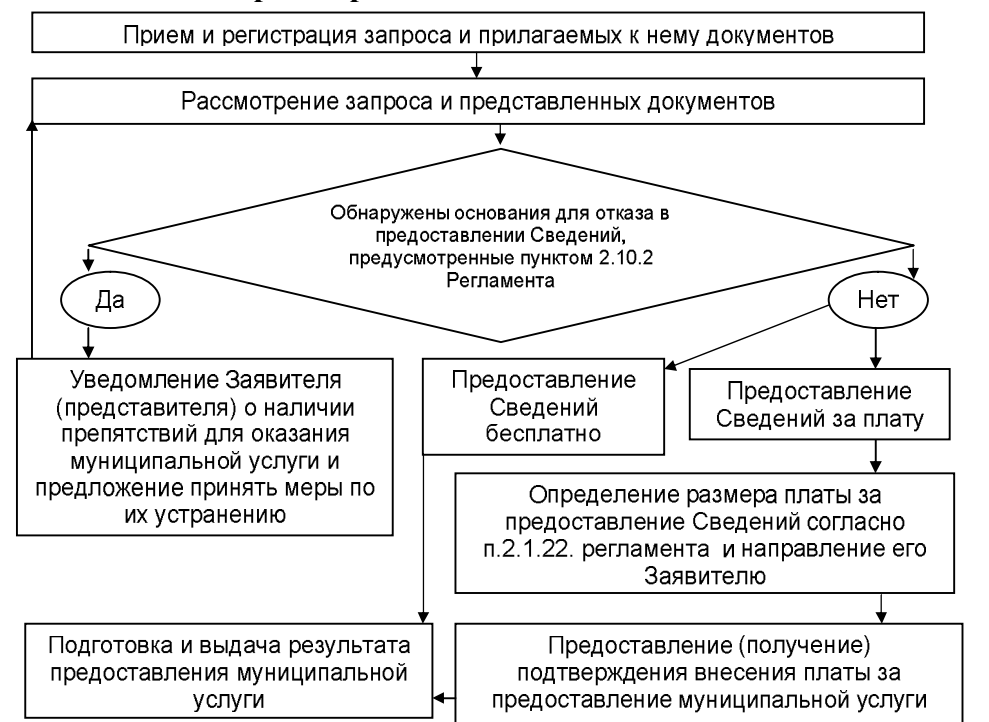 Прием и регистрация запроса и прилагаемых к нему документов
Рассмотрение запроса и представленных документов
Обнаружены основания для отказа в
предоставлении Сведений,
предусмотренные пунктом 2.10.2
Регламента
Да
Нет
Уведомление Заявителя
(представителя) о наличии
препятствий для оказания
муниципальной услуги и
предложение принять меры по
их устранению
Предоставление
Сведений
бесплатно
Предоставление
Сведений за плату
Определение размера платы за
предоставление Сведений согласно
п.2.1.22. регламента и направление его
Заявителю
Подготовка и выдача результата
предоставления муниципальной
услуги
Предоставление (получение)
подтверждения внесения платы за
предоставление муниципальной услуги